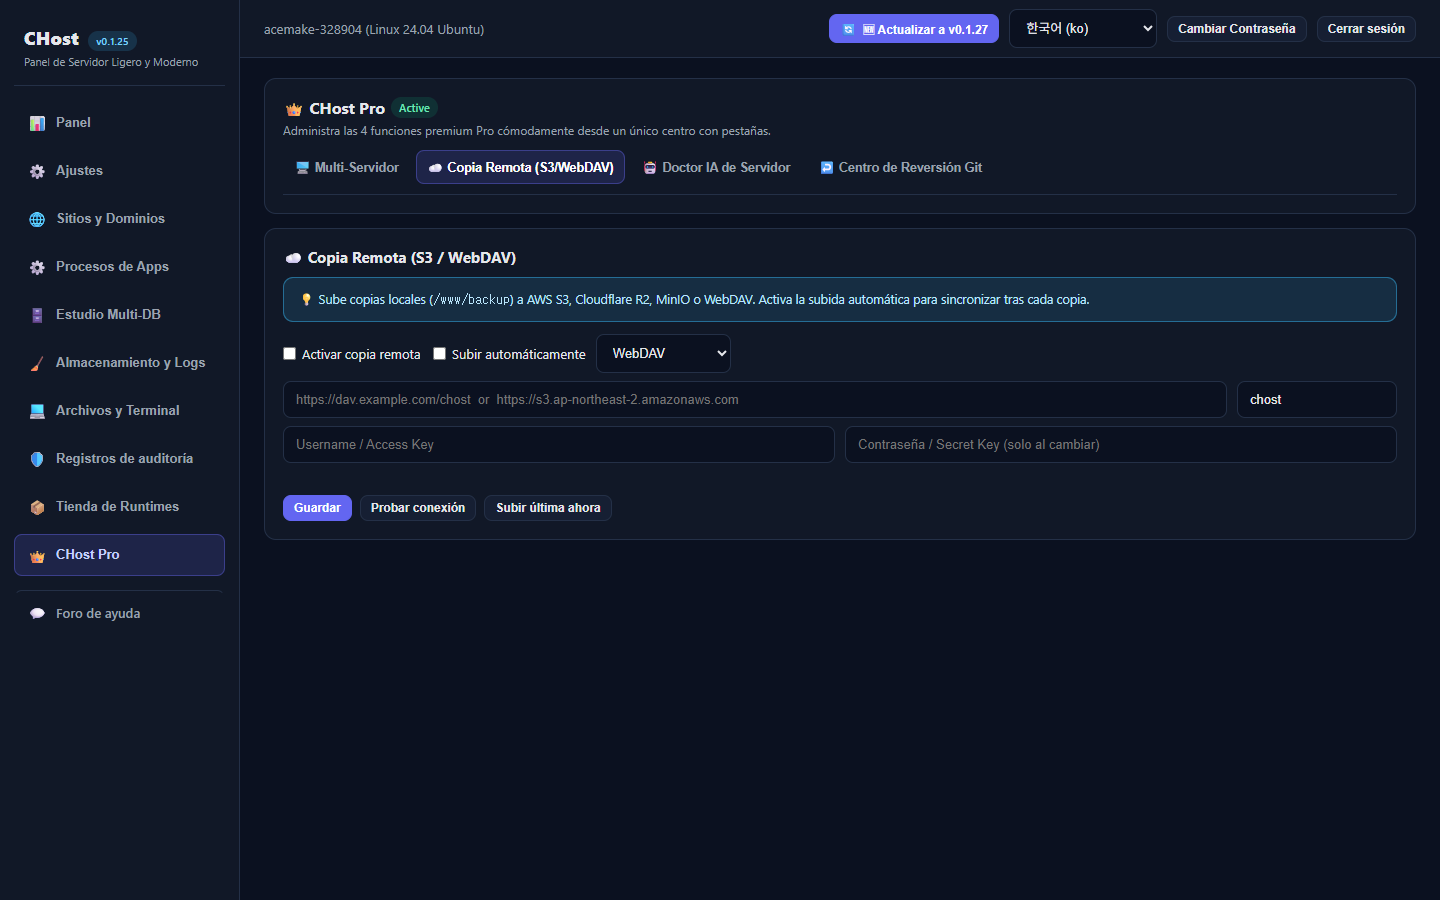 CHost v0.1.25
Panel de Servidor Ligero y Moderno
Panel
Ajustes
Sitios y Dominios
Procesos de Apps
Estudio Multi-DB
Almacenamiento y Logs
Archivos y Terminal
Registros de auditoría
Tienda de Runtimes
CHost Pro
Foro de ayuda
acemake-328904 (Linux 24.04 Ubuntu)
Actualizar a v0.1.27
한국어 (ko)
Cambiar Contraseña
Cerrar sesión
CHost Pro Active
Administra las 4 funciones premium Pro cómodamente desde un único centro con pestañas.
Multi-Servidor
Copia Remota (S3/WebDAV)
Doctor IA de Servidor
Centro de Reversión Git
Copia Remota (S3 / WebDAV)
Sube copias locales (/www/backup) a AWS S3, Cloudflare R2, MinIO o WebDAV. Activa la subida automática para sincronizar tras cada copia.
Activar copia remota
Subir automáticamente
WebDAV
https://dav.example.com/chost or https://s3.ap-northeast-2.amazonaws.com
chost
Username / Access Key
Contraseña / Secret Key (solo al cambiar)
Guardar
Probar conexión
Subir última ahora